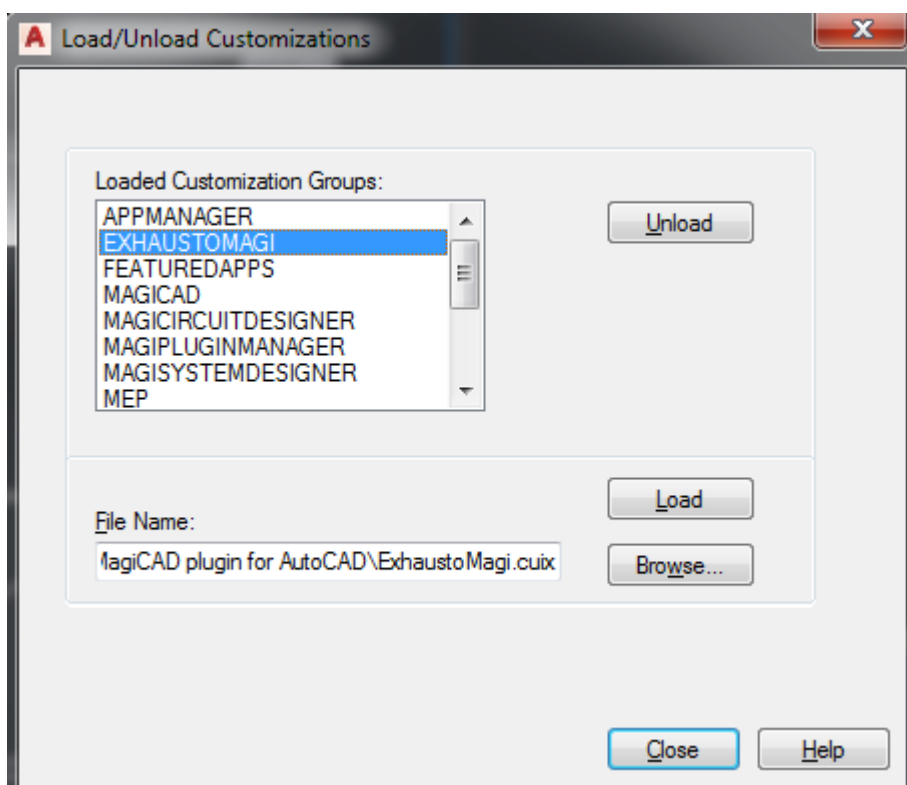 A Load/Unload Customizations
Loaded Customization Groups:
APPMANAGER
EXHAUSTOMAGI
FEATUREDAPPS
MAGICAD
MAGICIRCUITDESIGNER
MAGIPLUGINMANAGER
MAGISYSTEMDESIGNER
MEP
Unload
Load
File Name:
MagiCAD plugin for AutoCAD\ExhaustoMagi.cuix
Browse...
Close
Help